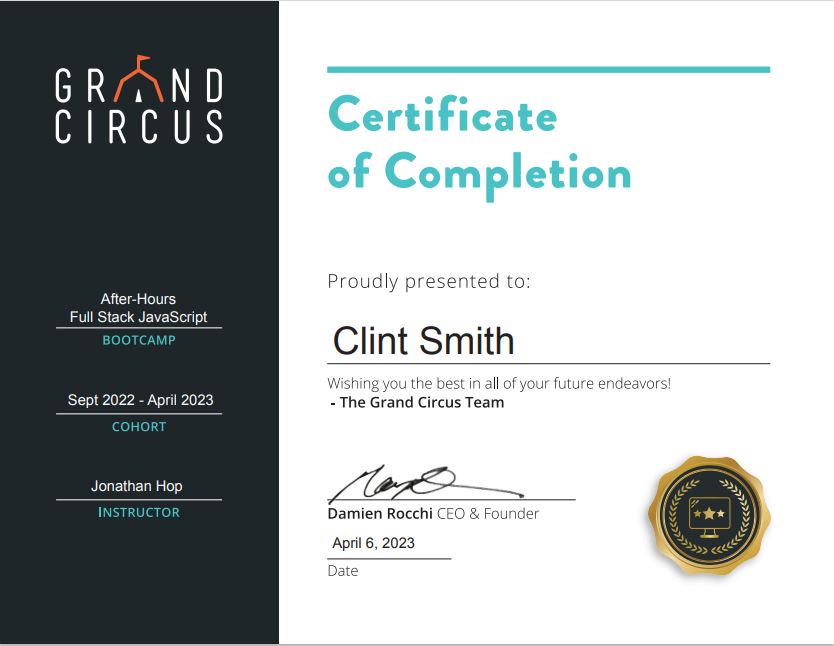 GRAND
CIRCUS
After-Hours
Full Stack JavaScript
BOOTCAMP
Sept 2022 - April 2023
COHORT
Jonathan Hop
INSTRUCTOR
Certificate
of Completion
Proudly presented to:
Clint Smith
Wishing you the best in all of your future endeavors!
- The Grand Circus Team
Damien Rocchi CEO & Founder
April 6, 2023
Date